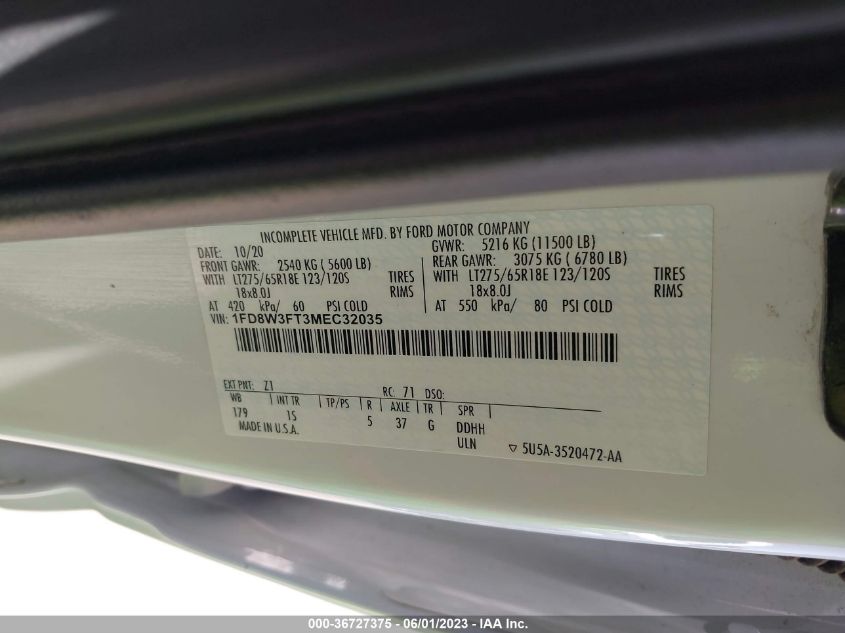 INCOMPLETE VEHICLE MFD. BY FORD MOTOR COMPANY
DATE: 10/20 GVWR: 5216 KG (11500 LB)
FRONT GAWR: 2540 KG ( 5600 LB) REAR GAWR: 3075 KG ( 6780 LB)
WITH LT275/65R18E 123/120S TIRES WITH LT275/65R18E 123/120S TIRES
18x8.0J RIMS 18x8.0J RIMS
AT 420 kPa/ 60 PSI COLD AT 550 kPa/ 80 PSI COLD
VIN: 1FD8W3FT3MEC32035
EXT PNT: Z1 RC: 71 DSO:
WB | INT TR | TP/PS | R | AXLE | TR | SPR |
179 15 5 37 G DDHH
MADE IN U.S.A. ULN
▽ 5U5A-3520472-AA
000-36727375 - 06/01/2023 - IAA Inc.